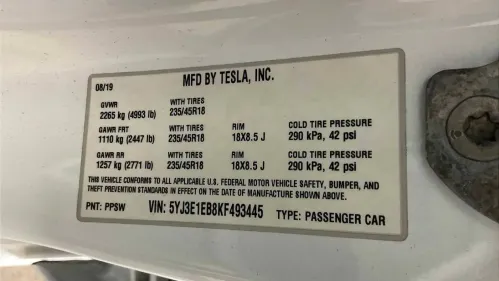 MFD BY TESLA, INC.
08/19
GVWR WITH TIRES
2265 kg (4993 lb) 235/45R18
GAWR FRT WITH TIRES RIM COLD TIRE PRESSURE
1110 kg (2447 lb) 235/45R18 18X8.5 J 290 kPa, 42 psi
GAWR RR WITH TIRES RIM COLD TIRE PRESSURE
1257 kg (2771 lb) 235/45R18 18X8.5 J 290 kPa, 42 psi
THIS VEHICLE CONFORMS TO ALL APPLICABLE U.S. FEDERAL MOTOR VEHICLE SAFETY, BUMPER, AND
THEFT PREVENTION STANDARDS IN EFFECT ON THE DATE OF MANUFACTURE SHOWN ABOVE.
PNT: PPSW VIN: 5YJ3E1EB8KF493445 TYPE: PASSENGER CAR